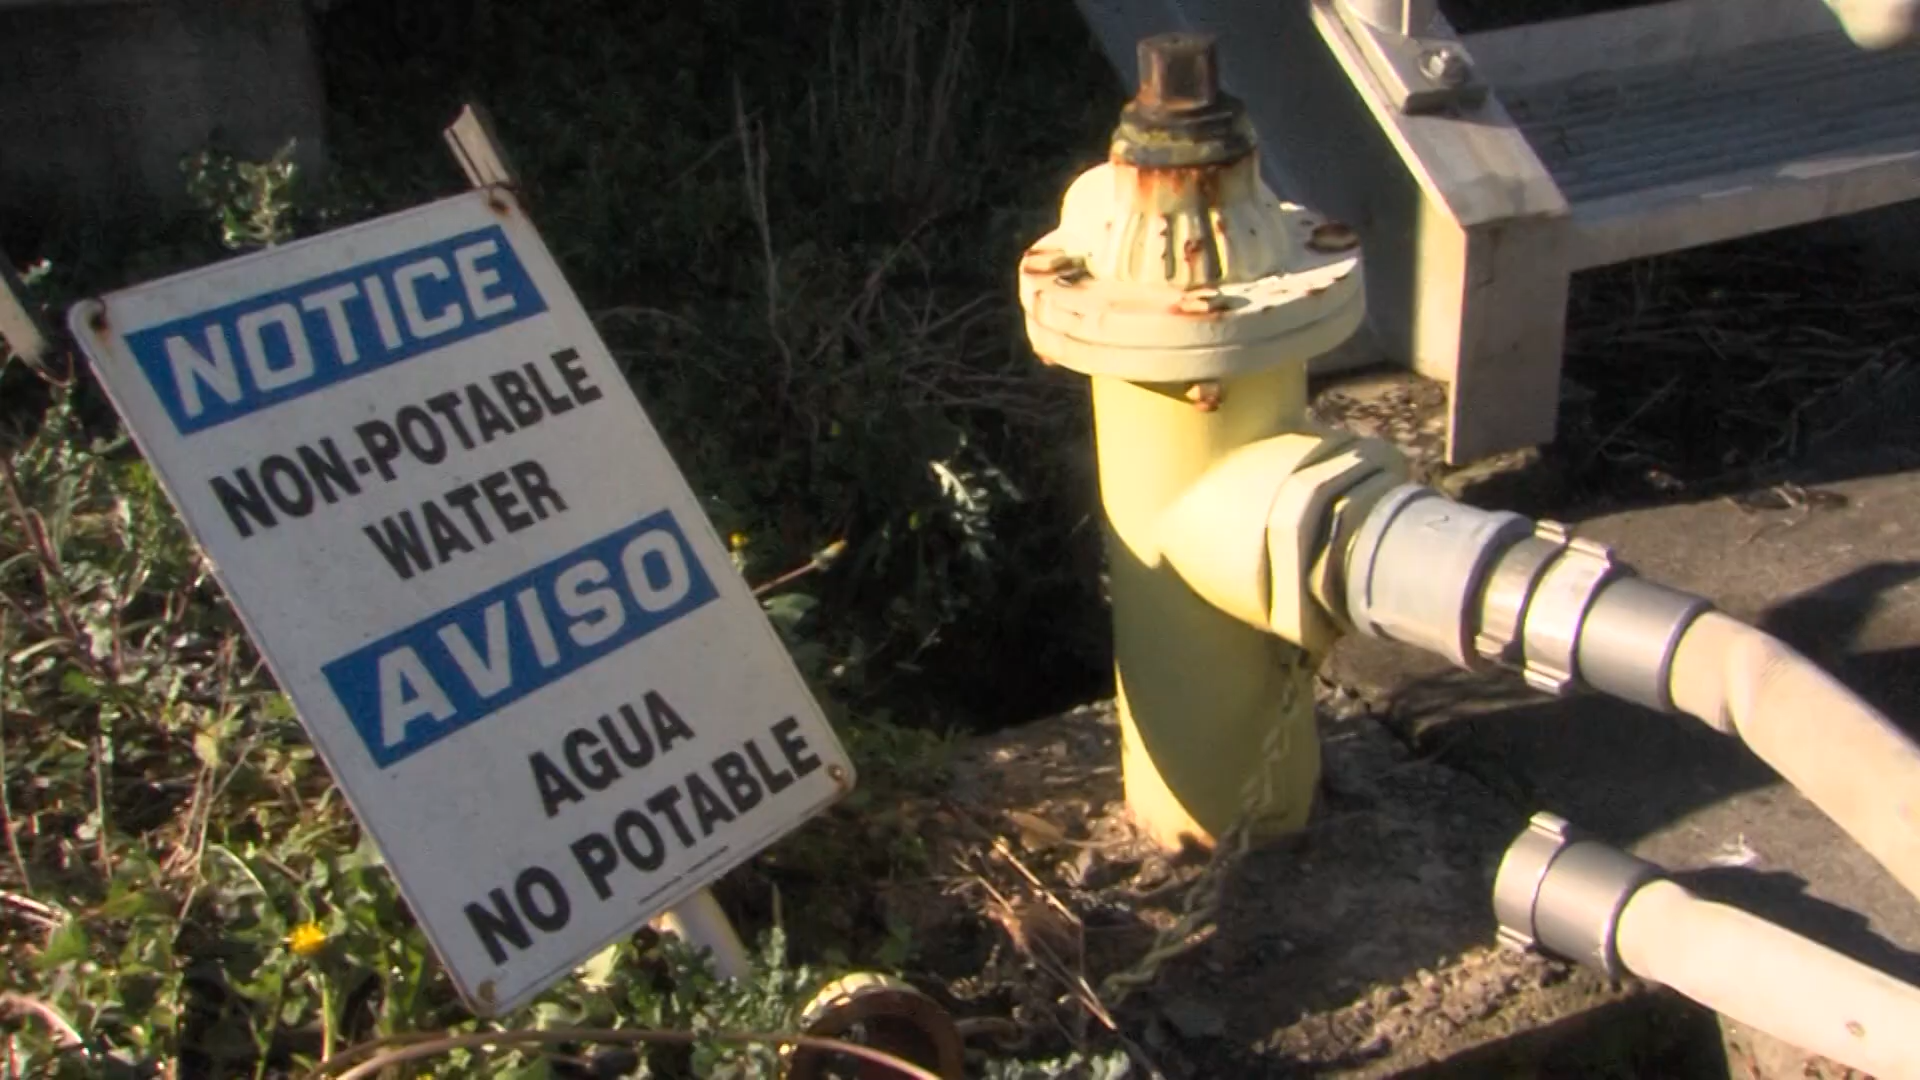 NOTICE
NON-POTABLE
WATER
AVISO
AGUA
NO POTABLE